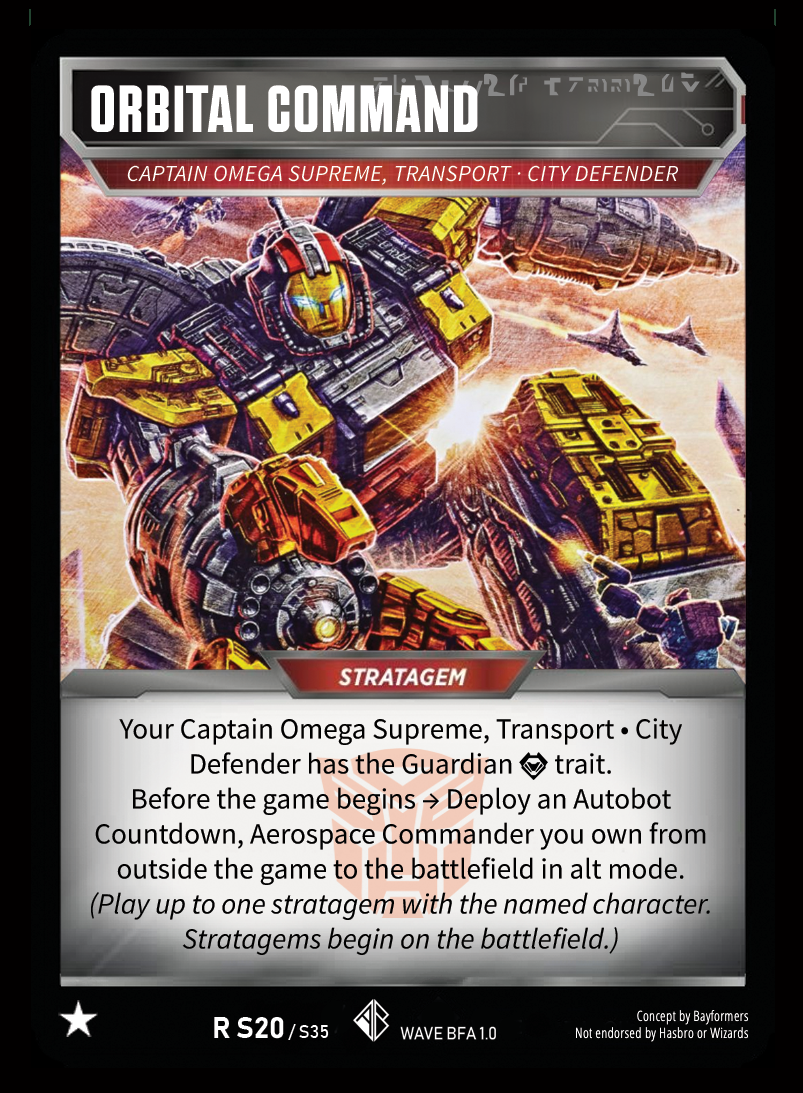 ORBITAL COMMAND
CAPTAIN OMEGA SUPREME, TRANSPORT · CITY DEFENDER
STRATAGEM
Your Captain Omega Supreme, Transport • City
Defender has the Guardian trait.
Before the game begins → Deploy an Autobot
Countdown, Aerospace Commander you own from
outside the game to the battlefield in alt mode.
(Play up to one stratagem with the named character.
Stratagems begin on the battlefield.)
R S20 / S35
WAVE BFA 1.0
Concept by Bayformers
Not endorsed by Hasbro or Wizards